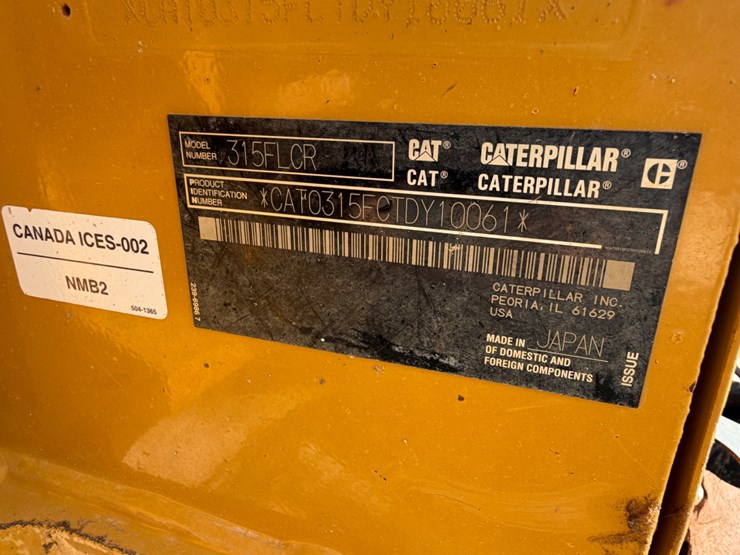 *CAT0315FCTDY10061*
MODEL NUMBER 315FLCR
CAT® CATERPILLAR®
CAT® CATERPILLAR®
PRODUCT IDENTIFICATION NUMBER *CAT0315FCTDY10061*
CANADA ICES-002
NMB2
504-1365
CATERPILLAR INC.
PEORIA, IL 61629
USA
MADE IN JAPAN
OF DOMESTIC AND
FOREIGN COMPONENTS
ISSUE